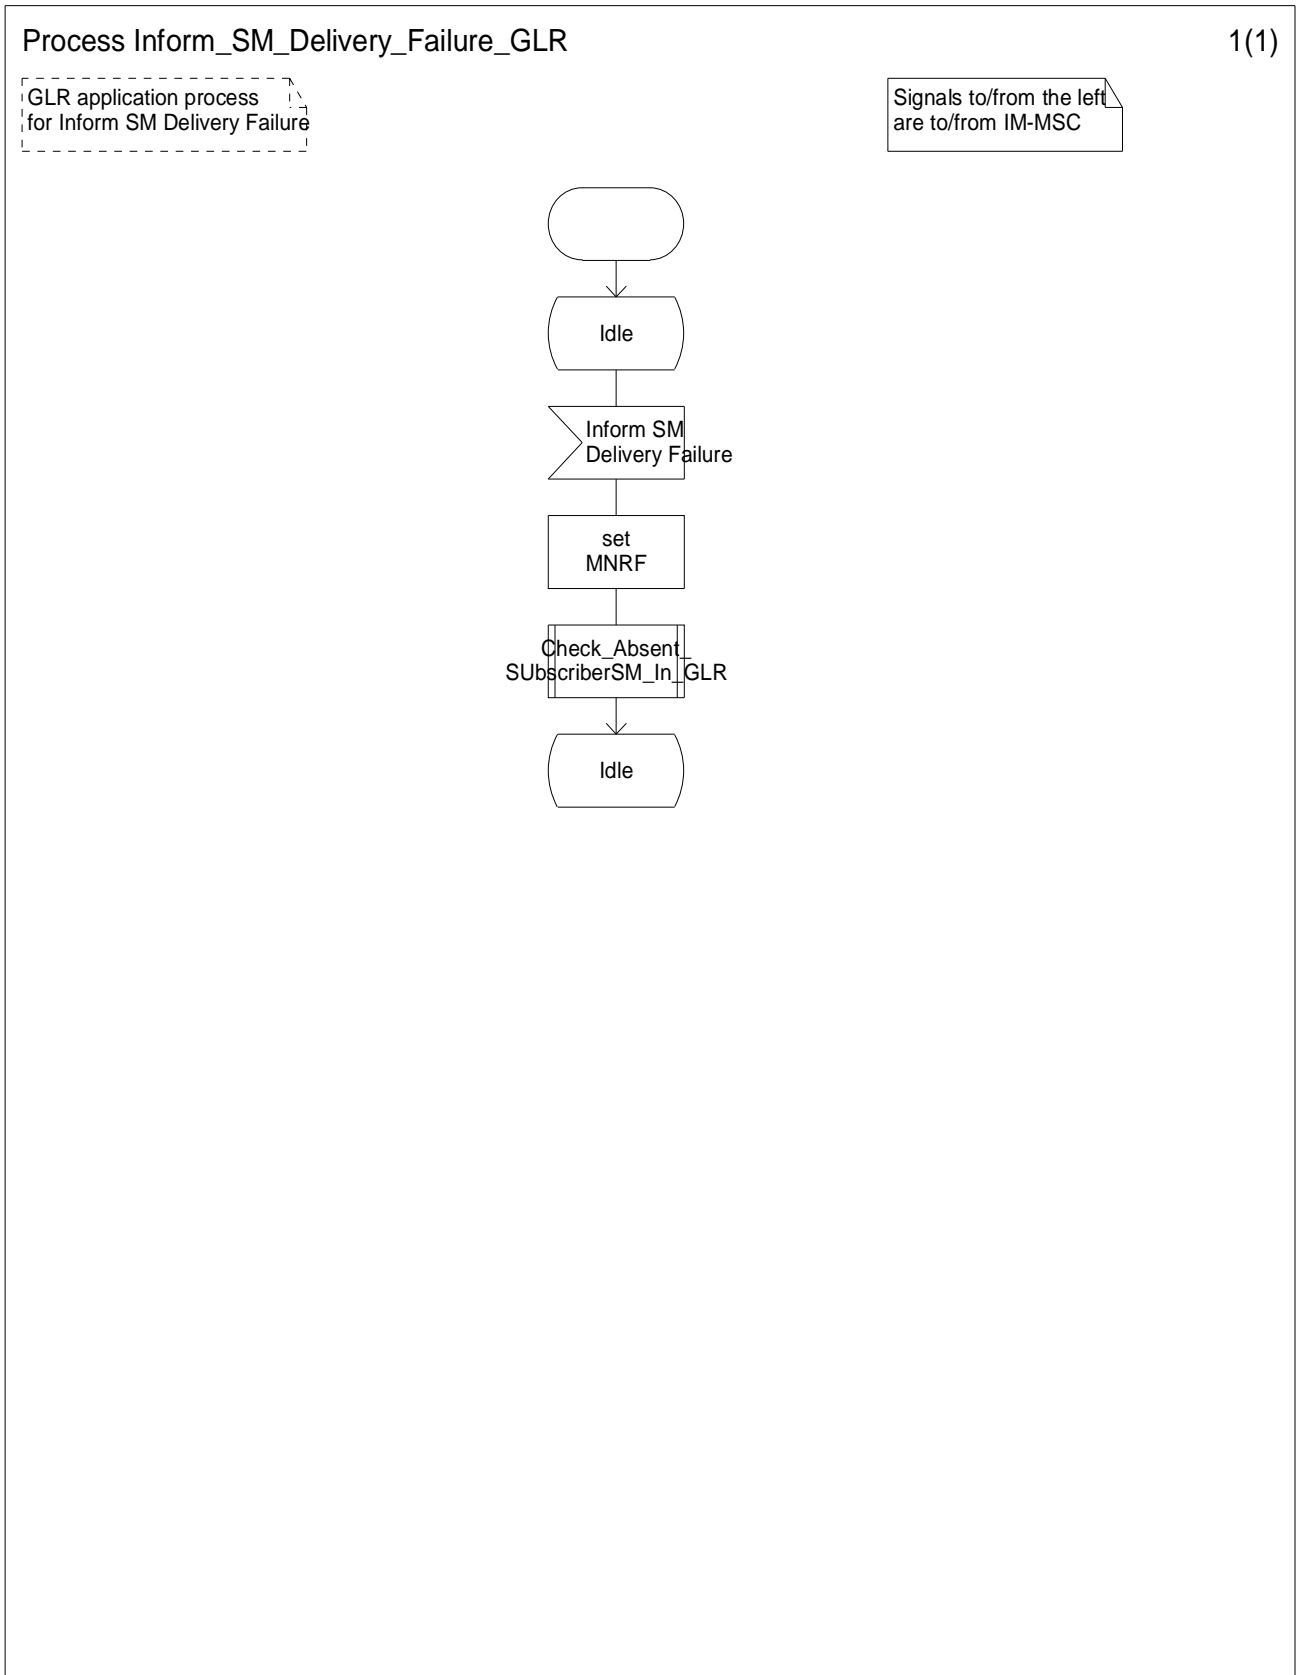 Process Inform_SM_Delivery_Failure_GLR
1(1)
GLR application process
for Inform SM Delivery Failure
Signals to/from the left
are to/from IM-MSC
Idle
Inform SM
Delivery Failure
set
MNRF
Check_Absent_
SUbscriberSM_In_GLR
Idle